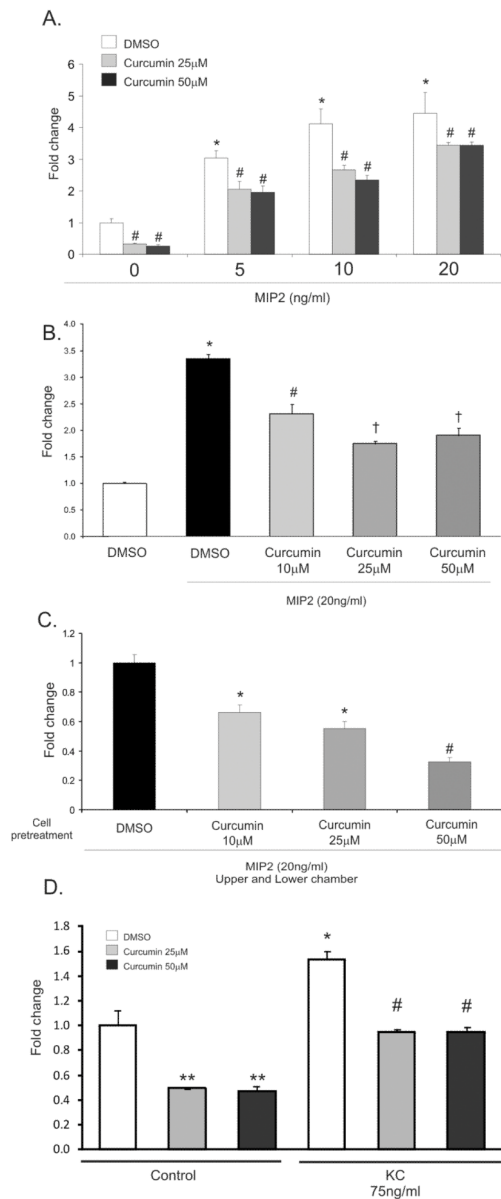 A.
DMSO
Curcumin 25μM
Curcumin 50μM
Fold change
6
5
4
3
2
1
0
*
# #
*
# #
*
# #
# #
0 5 10 20
MIP2 (ng/ml)
B.
Fold change
4.0
3.5
3.0
2.5
2.0
1.5
1.0
0.5
0.0
*
#
†
†
DMSO DMSO Curcumin Curcumin Curcumin
10μM 25μM 50μM
MIP2 (20ng/ml)
C.
Fold change
1.2
1
0.8
0.6
0.4
0.2
0
*
*
#
Cell
pretreatment
DMSO Curcumin Curcumin Curcumin
10μM 25μM 50μM
MIP2 (20ng/ml)
Upper and Lower chamber
D.
DMSO
Curcumin 25μM
Curcumin 50μM
Fold change
1.8
1.6
1.4
1.2
1.0
0.8
0.6
0.4
0.2
0.0
*
# #
** **
Control KC
75ng/ml